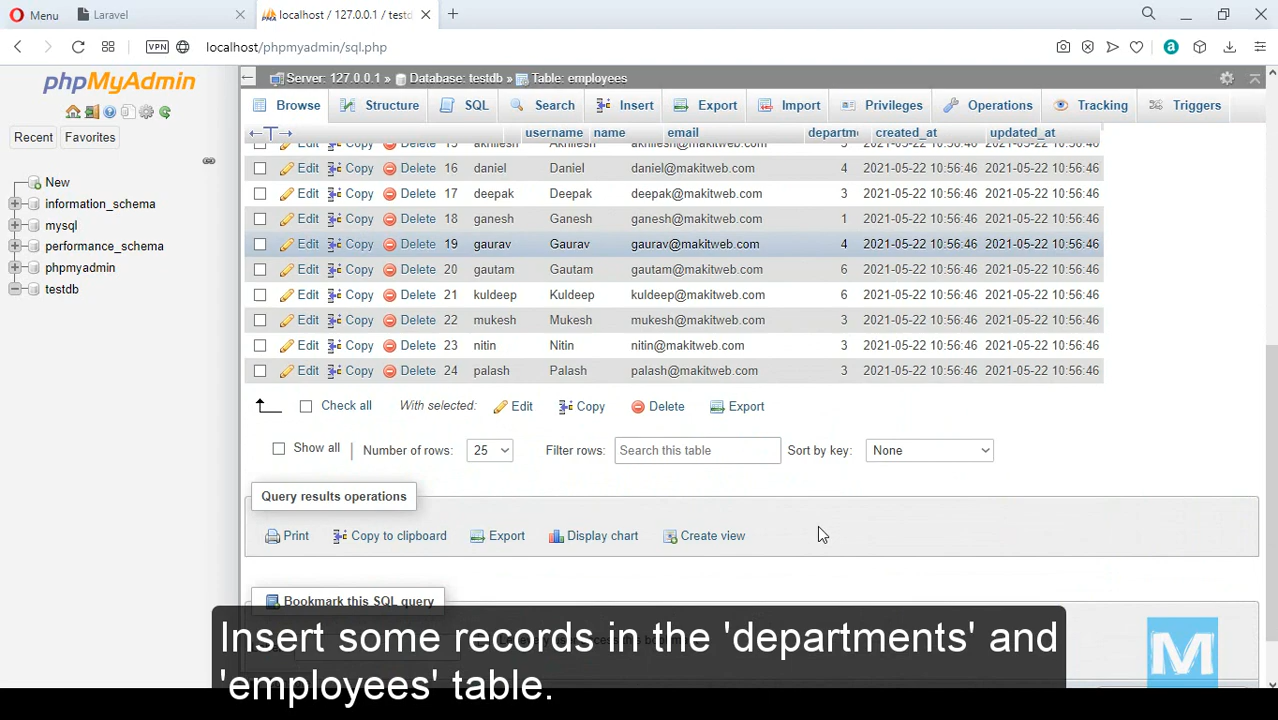 Menu Laravel localhost / 127.0.0.1 / testd
VPN localhost/phpmyadmin/sql.php
phpMyAdmin
Recent Favorites
New
information_schema
mysql
performance_schema
phpmyadmin
testdb
Server: 127.0.0.1 » Database: testdb » Table: employees
Browse Structure SQL Search Insert Export Import Privileges Operations Tracking Triggers
username name email departm created_at updated_at
Edit Copy Delete 16 daniel Daniel daniel@makitweb.com 4 2021-05-22 10:56:46 2021-05-22 10:56:46
Edit Copy Delete 17 deepak Deepak deepak@makitweb.com 3 2021-05-22 10:56:46 2021-05-22 10:56:46
Edit Copy Delete 18 ganesh Ganesh ganesh@makitweb.com 1 2021-05-22 10:56:46 2021-05-22 10:56:46
Edit Copy Delete 19 gaurav Gaurav gaurav@makitweb.com 4 2021-05-22 10:56:46 2021-05-22 10:56:46
Edit Copy Delete 20 gautam Gautam gautam@makitweb.com 6 2021-05-22 10:56:46 2021-05-22 10:56:46
Edit Copy Delete 21 kuldeep Kuldeep kuldeep@makitweb.com 6 2021-05-22 10:56:46 2021-05-22 10:56:46
Edit Copy Delete 22 mukesh Mukesh mukesh@makitweb.com 3 2021-05-22 10:56:46 2021-05-22 10:56:46
Edit Copy Delete 23 nitin Nitin nitin@makitweb.com 3 2021-05-22 10:56:46 2021-05-22 10:56:46
Edit Copy Delete 24 palash Palash palash@makitweb.com 3 2021-05-22 10:56:46 2021-05-22 10:56:46
Check all With selected: Edit Copy Delete Export
Show all Number of rows: 25 Filter rows: Search this table Sort by key: None
Query results operations
Print Copy to clipboard Export Display chart Create view
Bookmark this SQL query
Insert some records in the 'departments' and
'employees' table.
M